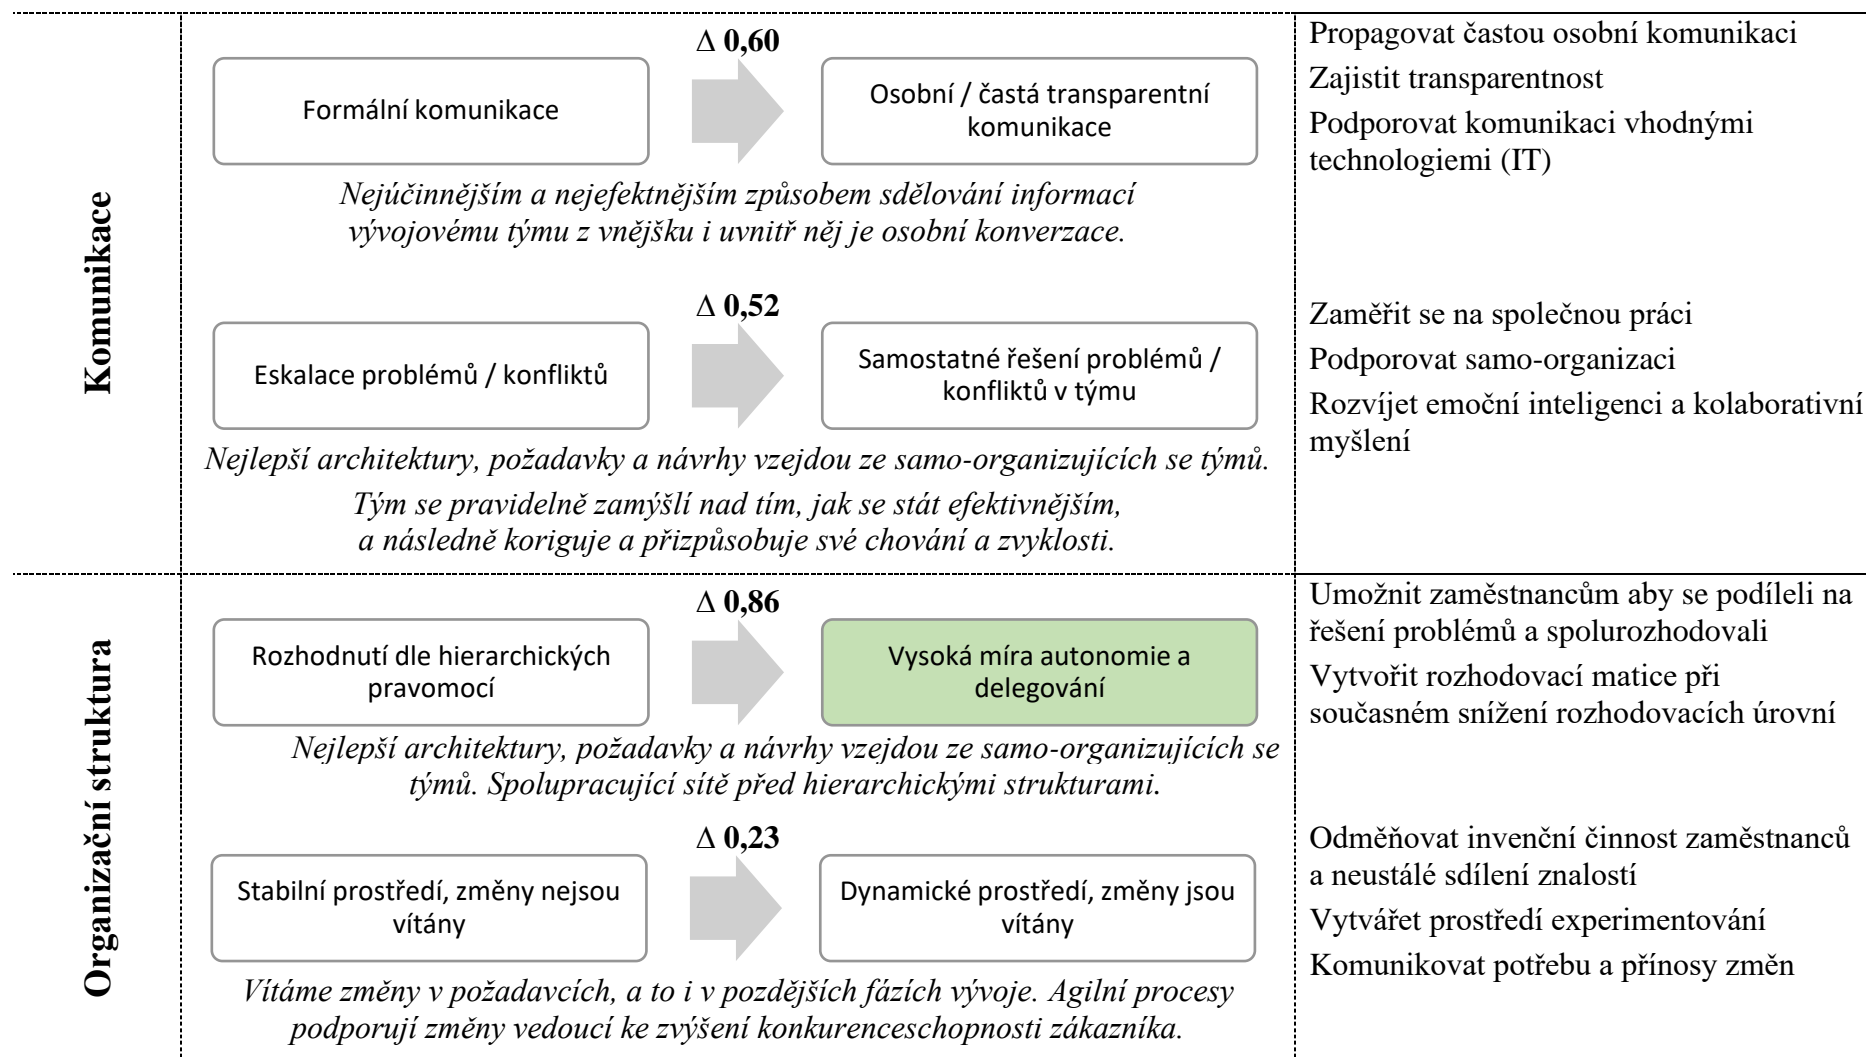 Komunikace
∆ 0,60
Formální komunikace
Osobní / častá transparentní
komunikace
Nejúčinnějším a nejefektnějším způsobem sdělování informací
vývojovému týmu z vnějšku i uvnitř něj je osobní konverzace.
Propagovat častou osobní komunikaci
Zajistit transparentnost
Podporovat komunikaci vhodnými
technologiemi (IT)
∆ 0,52
Eskalace problémů / konfliktů
Samostatné řešení problémů /
konfliktů v týmu
Nejlepší architektury, požadavky a návrhy vzejdou ze samo-organizujících se týmů.
Tým se pravidelně zamýšlí nad tím, jak se stát efektivnějším,
a následně koriguje a přizpůsobuje své chování a zvyklosti.
Zaměřit se na společnou práci
Podporovat samo-organizaci
Rozvíjet emoční inteligenci a kolaborativní
myšlení
Organizační struktura
∆ 0,86
Rozhodnutí dle hierarchických
pravomocí
Vysoká míra autonomie a
delegování
Nejlepší architektury, požadavky a návrhy vzejdou ze samo-organizujících se
týmů. Spolupracující sítě před hierarchickými strukturami.
Umožnit zaměstnancům aby se podíleli na
řešení problémů a spolurozhodovali
Vytvořit rozhodovací matice při
současném snížení rozhodovacích úrovní
∆ 0,23
Stabilní prostředí, změny nejsou
vítány
Dynamické prostředí, změny jsou
vítány
Vítáme změny v požadavcích, a to i v pozdějších fázích vývoje. Agilní procesy
podporují změny vedoucí ke zvýšení konkurenceschopnosti zákazníka.
Odměňovat invenční činnost zaměstnanců
a neustálé sdílení znalostí
Vytvářet prostředí experimentování
Komunikovat potřebu a přínosy změn